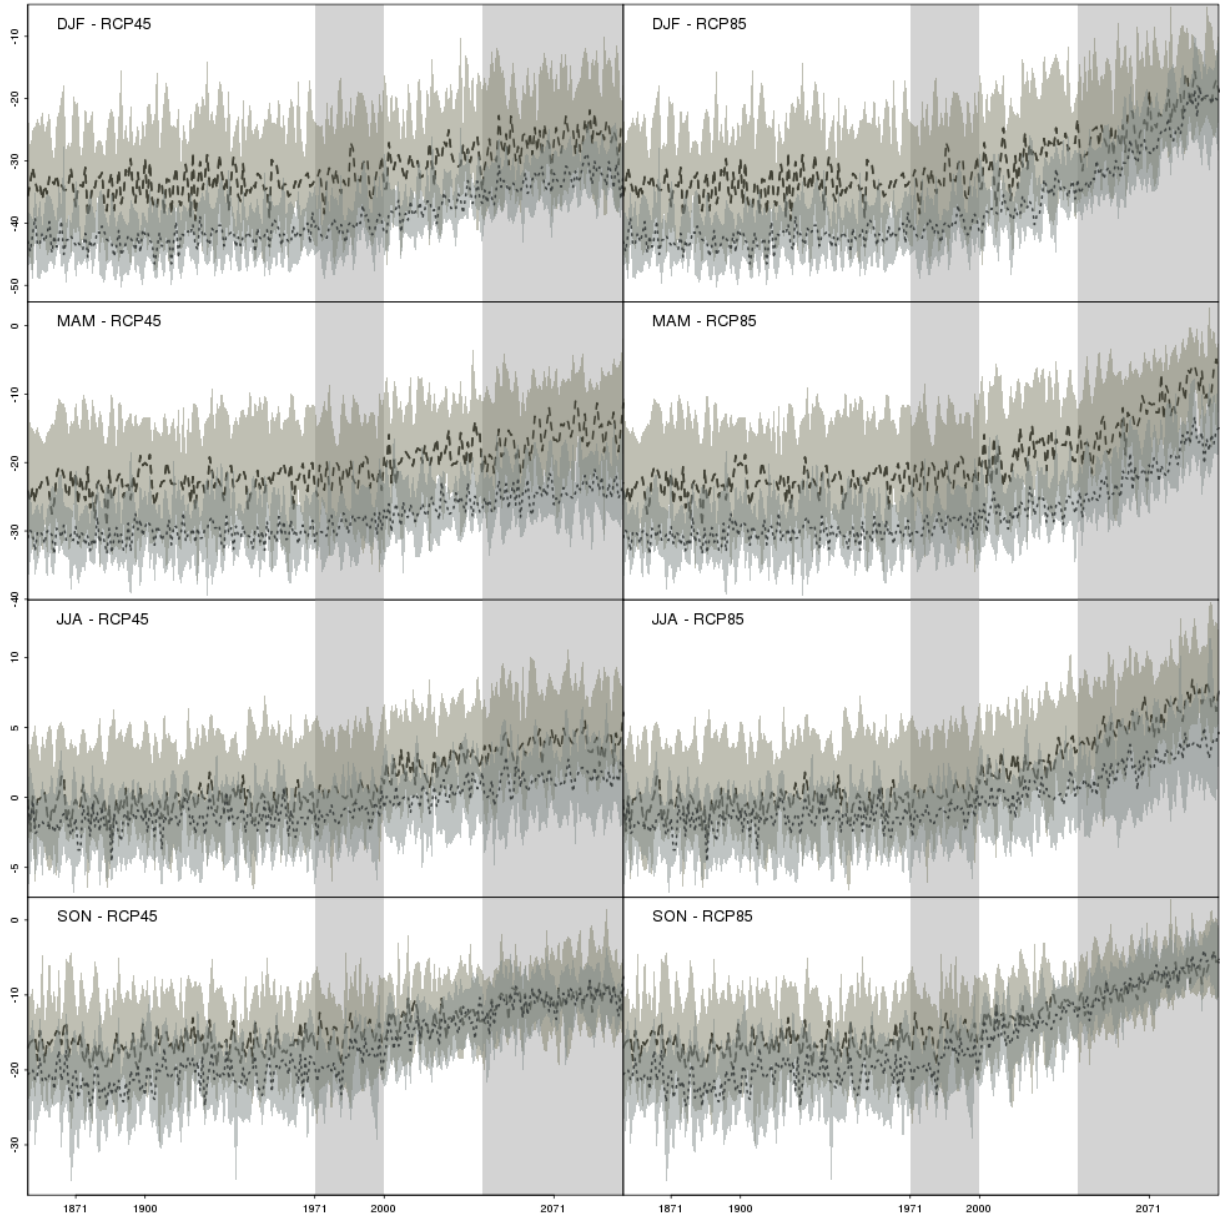 DJF - RCP45
DJF - RCP85
-10
-20
-30
-40
-50
MAM - RCP45
MAM - RCP85
0
-10
-20
-30
-40
JJA - RCP45
JJA - RCP85
10
5
0
-5
SON - RCP45
SON - RCP85
0
-10
-20
-30
1871 1900 1971 2000 2071 1871 1900 1971 2000 2071